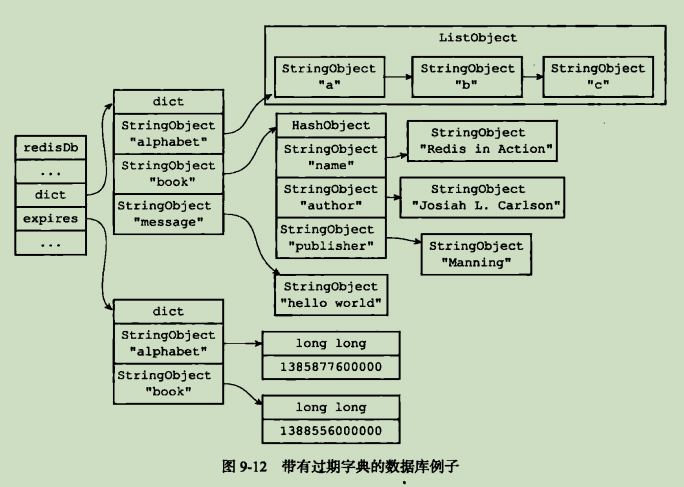 ListObject
StringObject
"a"
StringObject
"b"
StringObject
"c"
redisDb
...
dict
expires
...
dict
StringObject
"alphabet"
StringObject
"book"
StringObject
"message"
HashObject
StringObject
"name"
StringObject
"author"
StringObject
"publisher"
StringObject
"Redis in Action"
StringObject
"Josiah L. Carlson"
StringObject
"Manning"
StringObject
"hello world"
dict
StringObject
"alphabet"
StringObject
"book"
long long
1385877600000
long long
1388556000000
图 9-12 带有过期字典的数据库例子